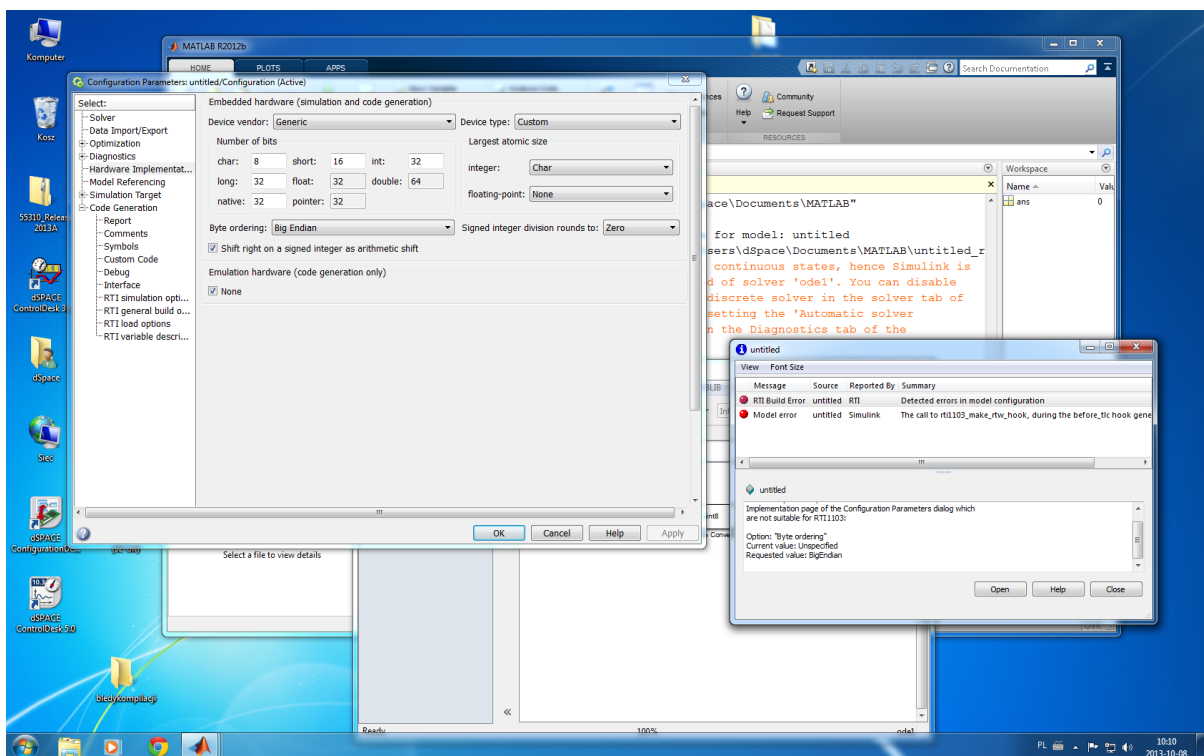 Komputer
Kosz
55310_Releas
2013A
dSPACE
ControlDesk 3
dSpace
Sieć
dSPACE
ControlDesk 5.0
bledykompilacji
MATLAB R2012b
HOME PLOTS APPS
Search Documentation
Help
Community
Request Support
RESOURCES
Workspace
Name Valu
ans 0
ace\Documents\MATLAB"
for model: untitled
sers\dSpace\Documents\MATLAB\untitled_r
continuous states, hence Simulink is
d of solver 'ode1'. You can disable
discrete solver in the solver tab of
setting the 'Automatic solver
n the Diagnostics tab of the
Configuration Parameters: untitled/Configuration (Active)
Select:
Solver
Data Import/Export
Optimization
Diagnostics
Hardware Implementat...
Model Referencing
Simulation Target
Code Generation
Report
Comments
Symbols
Custom Code
Debug
Interface
RTI simulation opti...
RTI general build o...
RTI load options
RTI variable descri...
Embedded hardware (simulation and code generation)
Device vendor: Generic Device type: Custom
Number of bits
char: 8 short: 16 int: 32
long: 32 float: 32 double: 64
native: 32 pointer: 32
Largest atomic size
integer: Char
floating-point: None
Byte ordering: Big Endian Signed integer division rounds to: Zero
Shift right on a signed integer as arithmetic shift
Emulation hardware (code generation only)
None
OK Cancel Help Apply
Select a file to view details
untitled
View Font Size
Message Source Reported By Summary
RTI Build Error untitled RTI Detected errors in model configuration
Model error untitled Simulink The call to rti1103_make_rtw_hook, during the before_tlc hook gene
untitled
Implementation page of the Configuration Parameters dialog which
are not suitable for RTI1103:
Option: "Byte ordering"
Current value: Unspecified
Requested value: BigEndian
Open Help Close
int8
Conve
OVR
Ready 100% ode1
PL
10:10
2013-10-08